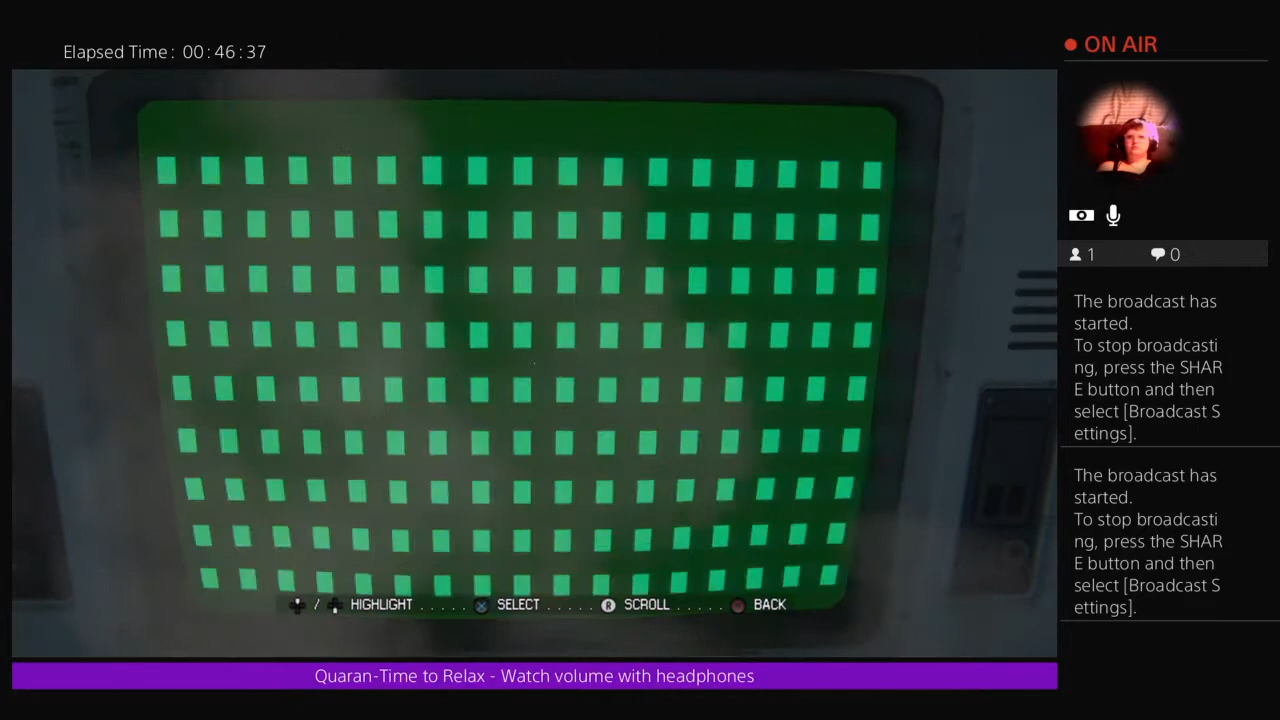 Elapsed Time: 00:46:37
ON AIR
1
0
The broadcast has
started.
To stop broadcasti
ng, press the SHAR
E button and then
select [Broadcast S
ettings].
The broadcast has
started.
To stop broadcasti
ng, press the SHAR
E button and then
select [Broadcast S
ettings].
/ HIGHLIGHT ..... SELECT ..... R SCROLL ..... BACK
Quaran-Time to Relax - Watch volume with headphones